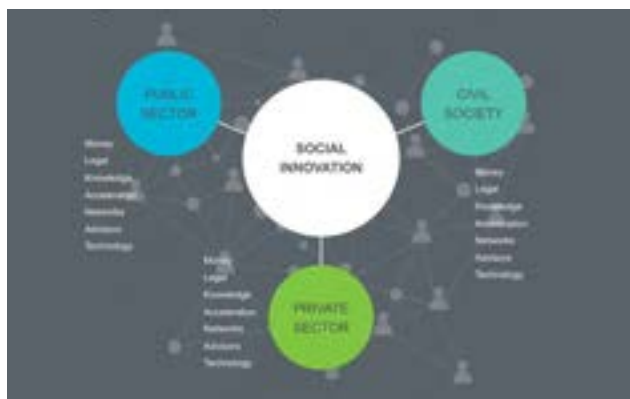 PUBLIC
SECTOR
CIVIL
SOCIETY
SOCIAL
INNOVATION
Money
Legal
Knowledge
Acceleration
Networks
Advisors
Technology
Money
Legal
Knowledge
Acceleration
Networks
Advisors
Technology
Money
Legal
Knowledge
Acceleration
Networks
Advisors
Technology
PRIVATE
SECTOR